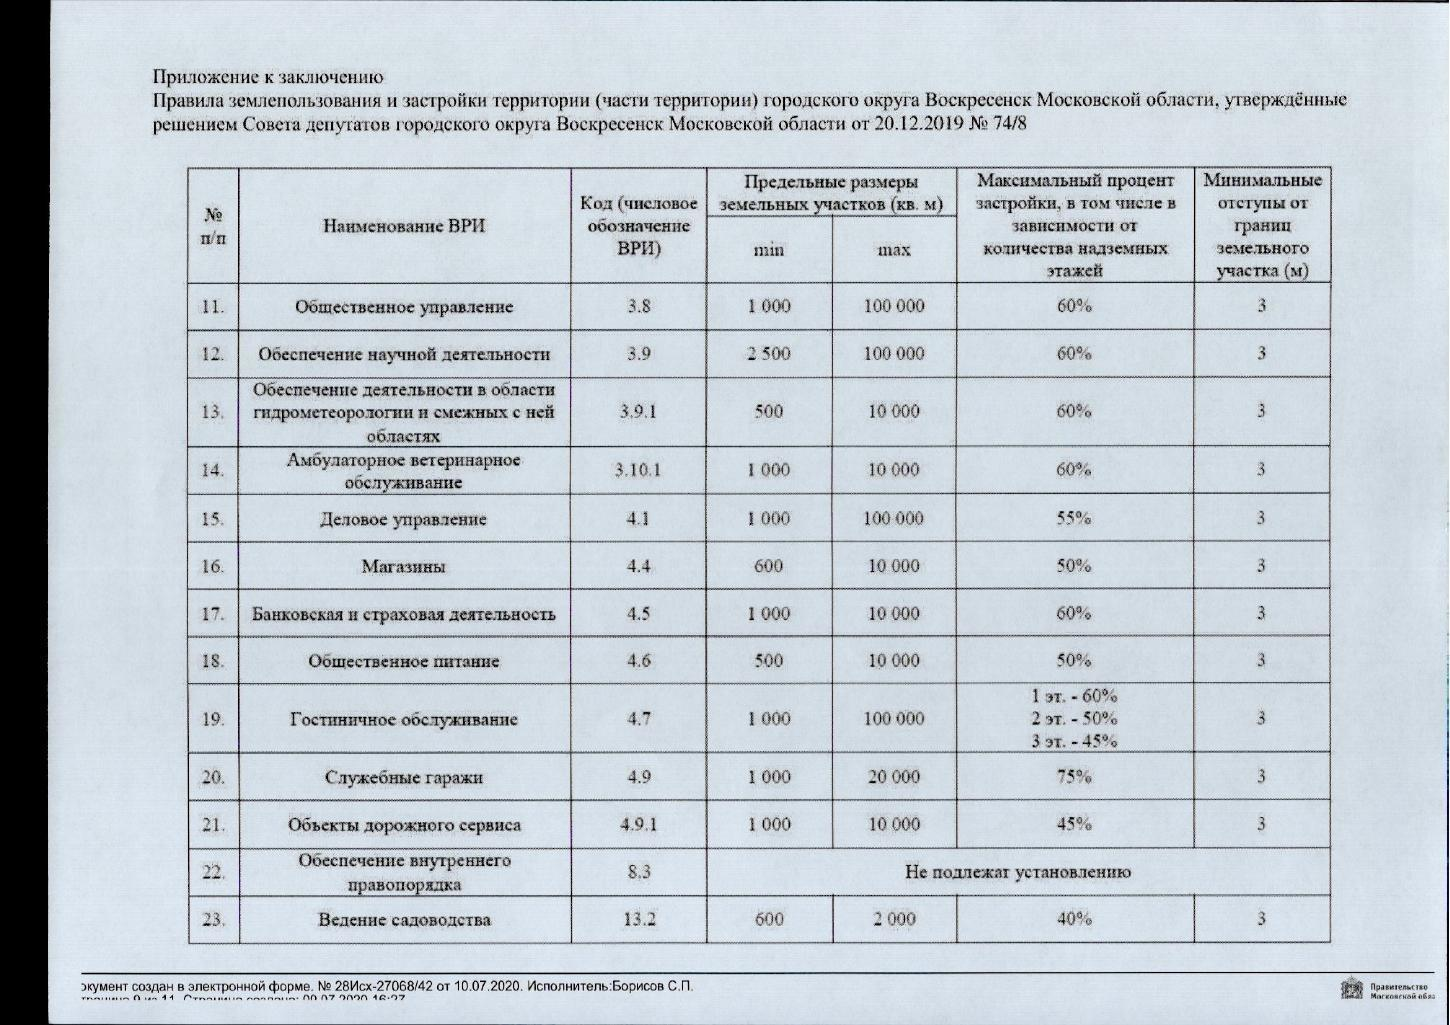 Приложение к заключению
Правила землепользования и застройки территории (части территории) городского округа Воскресенск Московской области, утверждённые
решением Совета депутатов городского округа Воскресенск Московской области от 20.12.2019 № 74/8
№
п/п
Наименование ВРИ
Код (числовое
обозначение
ВРИ)
Предельные размеры
земельных участков (кв. м)
min
max
Максимальный процент
застройки, в том числе в
зависимости от
количества надземных
этажей
Минимальные
отступы от
границ
земельного
участка (м)
11. Общественное управление 3.8 1 000 100 000 60% 3
12. Обеспечение научной деятельности 3.9 2 500 100 000 60% 3
Обеспечение деятельности в области
13. гидрометеорологии и смежных с ней 3.9.1 500 10 000 60% 3
областях
Амбулаторное ветеринарное
14. 3.10.1 1 000 10 000 60% 3
обслуживание
15. Деловое управление 4.1 1 000 100 000 55% 3
16. Магазины 4.4 600 10 000 50% 3
17. Банковская и страховая деятельность 4.5 1 000 10 000 60% 3
18. Общественное питание 4.6 500 10 000 50% 3
1 эт. - 60%
19. Гостиничное обслуживание 4.7 1 000 100 000 2 эт. - 50% 3
3 эт. - 45%
20. Служебные гаражи 4.9 1 000 20 000 75% 3
21. Объекты дорожного сервиса 4.9.1 1 000 10 000 45% 3
Обеспечение внутреннего
22. 8.3 Не подлежат установлению
правопорядка
23. Ведение садоводства 13.2 600 2 000 40% 3
окумент создан в электронной форме. № 28Исх-27068/42 от 10.07.2020. Исполнитель:Борисов С.П.
9 из 11. Страница создана: 09.07.2020 16:27
Правительство
Московской обла